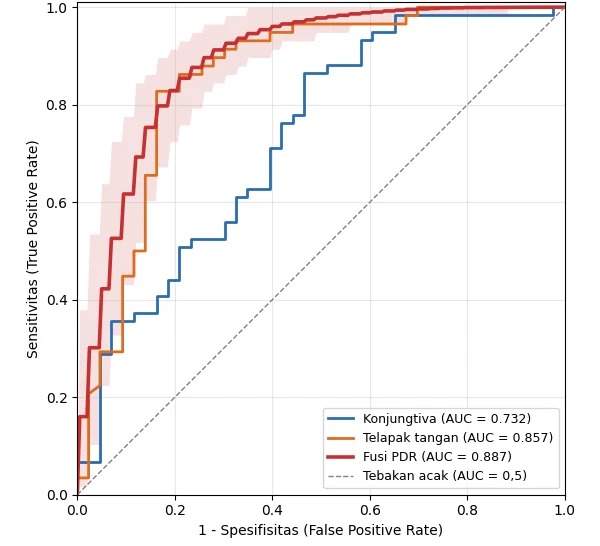 1.0
0.8
0.6
0.4
0.2
0.0
Sensitivitas (True Positive Rate)
Konjungtiva (AUC = 0.732)
Telapak tangan (AUC = 0.857)
Fusi PDR (AUC = 0.887)
Tebakan acak (AUC = 0,5)
0.0 0.2 0.4 0.6 0.8 1.0
1 - Spesifisitas (False Positive Rate)